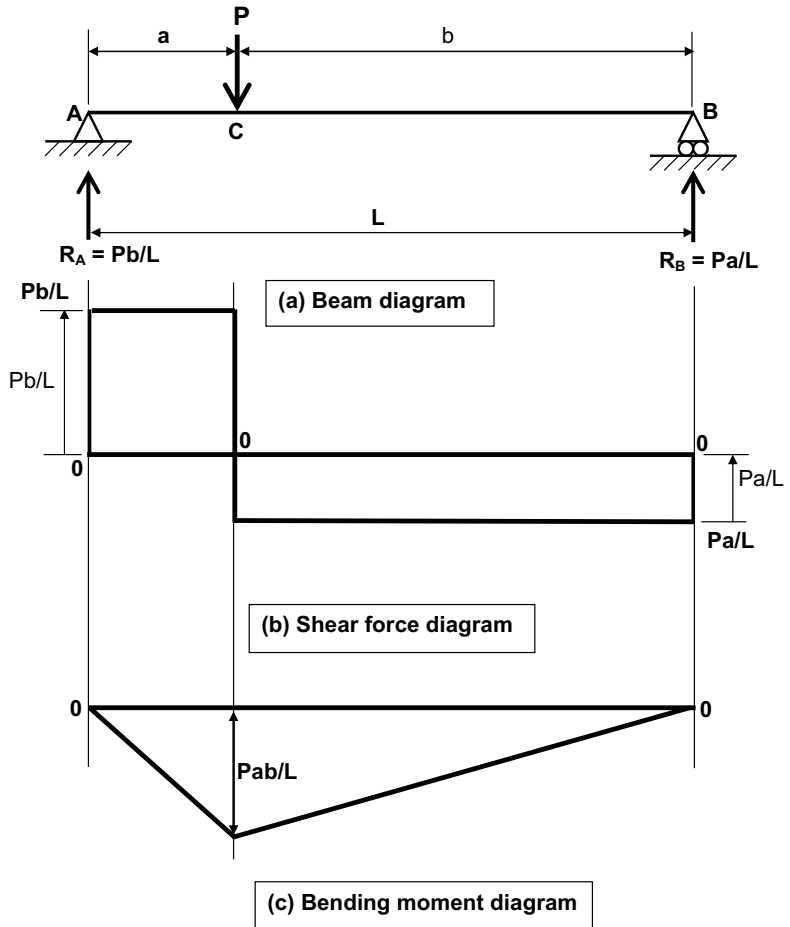 P
a
b
A
C
B
L
R_A = Pb/L
R_B = Pa/L
(a) Beam diagram
Pb/L
Pb/L
0
0
0
Pa/L
Pa/L
(b) Shear force diagram
0
0
Pab/L
(c) Bending moment diagram